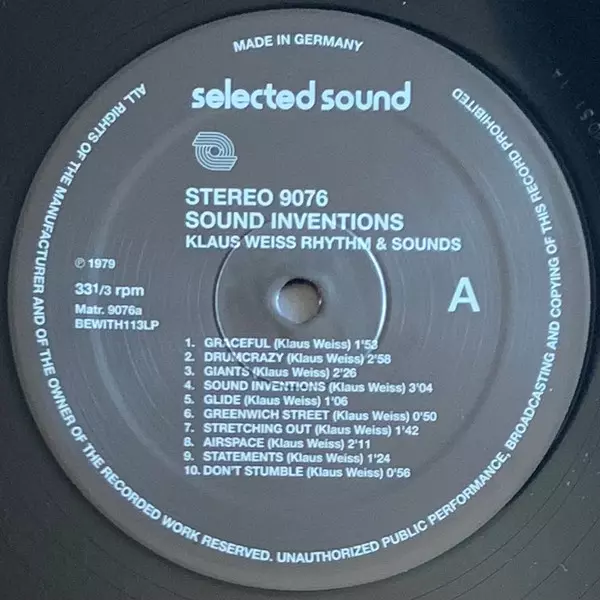 MADE IN GERMANY
selected sound
STEREO 9076
SOUND INVENTIONS
KLAUS WEISS RHYTHM & SOUNDS
℗ 1979
33 1/3 rpm
Matr. 9076a
BEWITH113LP
A
1. GRACEFUL (Klaus Weiss) 1'53
2. DRUMCRAZY (Klaus Weiss) 2'58
3. GIANTS (Klaus Weiss) 2'26
4. SOUND INVENTIONS (Klaus Weiss) 3'04
5. GLIDE (Klaus Weiss) 1'06
6. GREENWICH STREET (Klaus Weiss) 0'50
7. STRETCHING OUT (Klaus Weiss) 1'42
8. AIRSPACE (Klaus Weiss) 2'11
9. STATEMENTS (Klaus Weiss) 1'24
10. DON'T STUMBLE (Klaus Weiss) 0'56
ALL RIGHTS OF THE MANUFACTURER AND OF THE OWNER OF THE RECORDED WORK RESERVED. UNAUTHORIZED PUBLIC PERFORMANCE, BROADCASTING AND COPYING OF THIS RECORD PROHIBITED